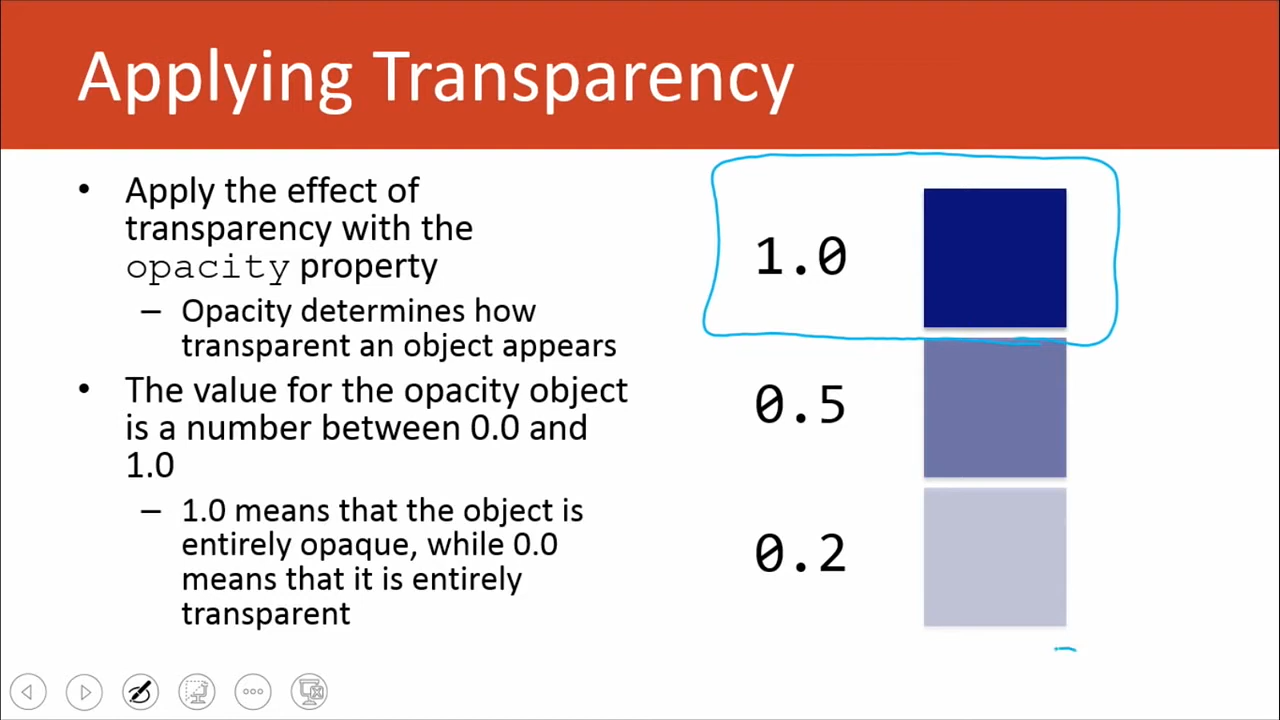 Applying Transparency
• Apply the effect of
transparency with the
opacity property
– Opacity determines how
transparent an object appears
• The value for the opacity object
is a number between 0.0 and
1.0
– 1.0 means that the object is
entirely opaque, while 0.0
means that it is entirely
transparent
1.0
0.5
0.2